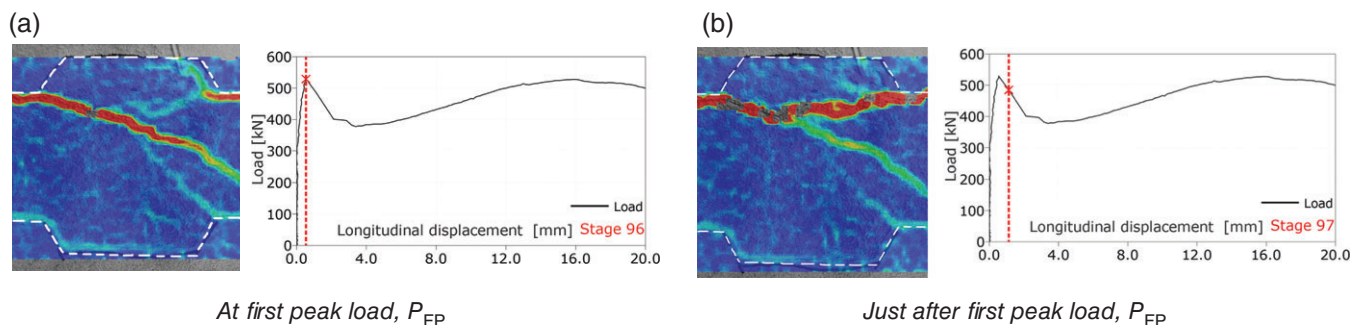 (a)
600
500
400
300
200
100
0
Load [kN]
Load
Longitudinal displacement [mm] Stage 96
0.0 4.0 8.0 12.0 16.0 20.0
At first peak load, P_FP
(b)
600
500
400
300
200
100
0
Load [kN]
Load
Longitudinal displacement [mm] Stage 97
0.0 4.0 8.0 12.0 16.0 20.0
Just after first peak load, P_FP